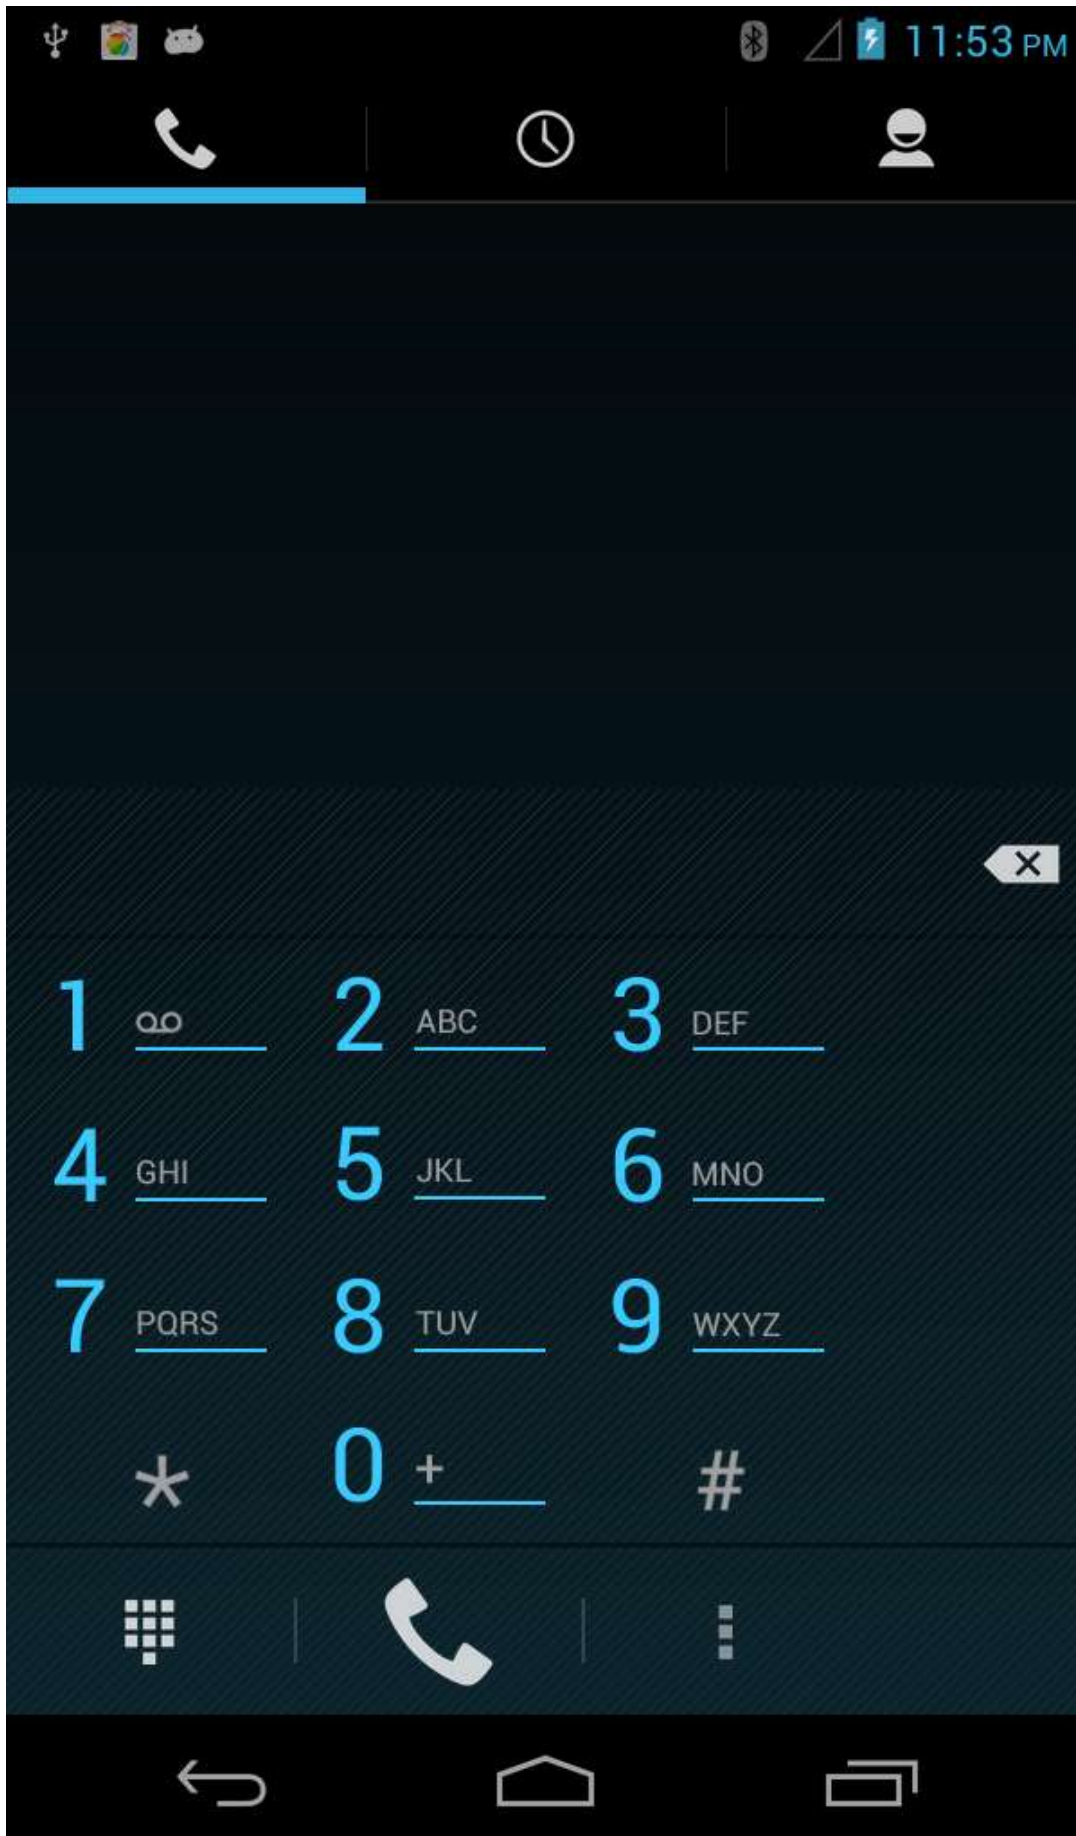 11:53 PM
1 2 ABC 3 DEF
4 GHI 5 JKL 6 MNO
7 PQRS 8 TUV 9 WXYZ
* 0 + #